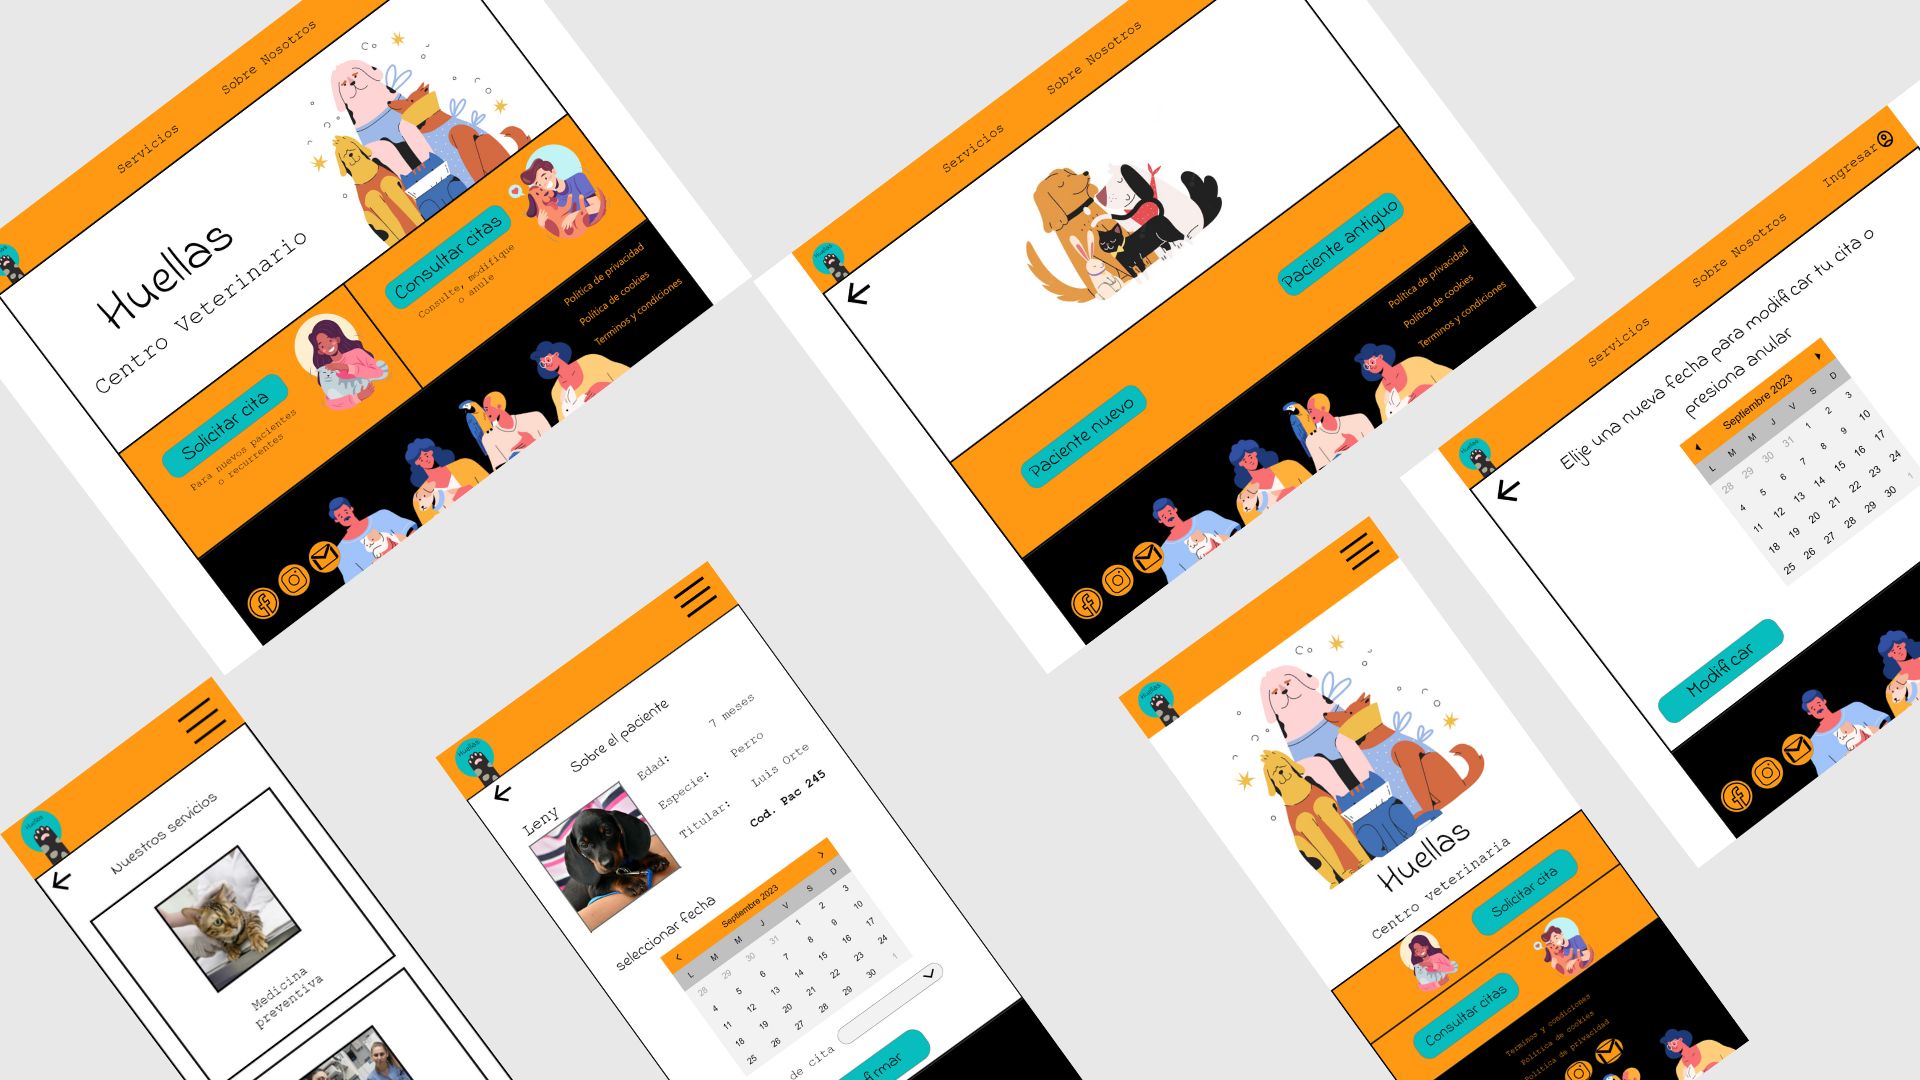 Servicios
Sobre Nosotros
Huellas
Centro Veterinario
Solicitar cita
Para nuevos pacientes
o recurrentes
Consultar citas
Consulte, modifique
o anule
Política de privacidad
Política de cookies
Terminos y condiciones
Huellas
Servicios
Sobre Nosotros
Paciente nuevo
Paciente antiguo
Política de privacidad
Política de cookies
Terminos y condiciones
Huellas
Servicios
Sobre Nosotros
Ingresar
Elije una nueva fecha para modificar tu cita o
presiona anular
Septiembre 2023
L M M J V S D
28 29 30 31 1 2 3
4 5 6 7 8 9 10
11 12 13 14 15 16 17
18 19 20 21 22 23 24
25 26 27 28 29 30 1
Modificar
Huellas
Nuestros servicios
Medicina
preventiva
Huellas
Sobre el paciente
Leny
Edad: 7 meses
Especie: Perro
Titular: Luis Orte
Cod. Pac 245
seleccionar fecha
Septiembre 2023
L M M J V S D
28 29 30 31 1 2 3
4 5 6 7 8 9 10
11 12 13 14 15 16 17
18 19 20 21 22 23 24
25 26 27 28 29 30 1
de cita
firmar
Huellas
Huellas
Centro veterinaria
Solicitar cita
Consultar citas
Terminos y condiciones
Política de cookies
Política de privacidad